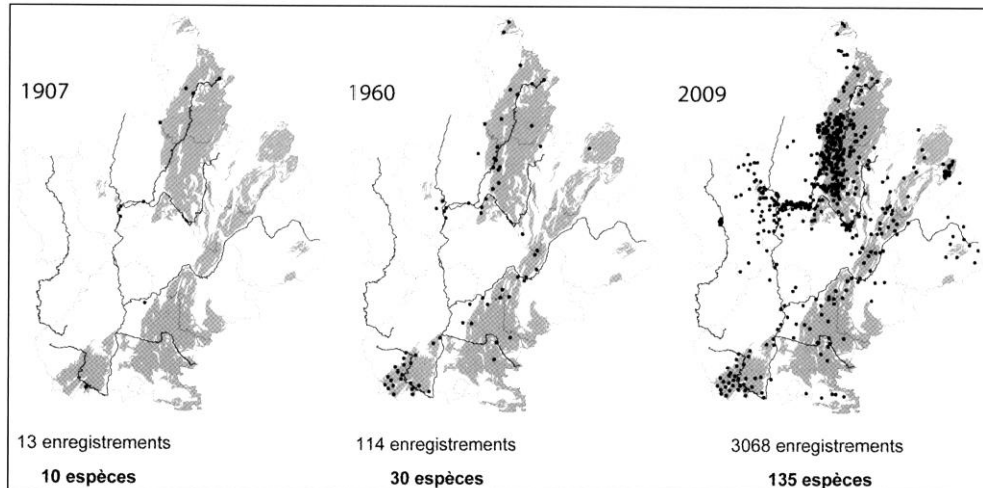 1907
1960
2009
13 enregistrements
114 enregistrements
3068 enregistrements
10 espèces
30 espèces
135 espèces